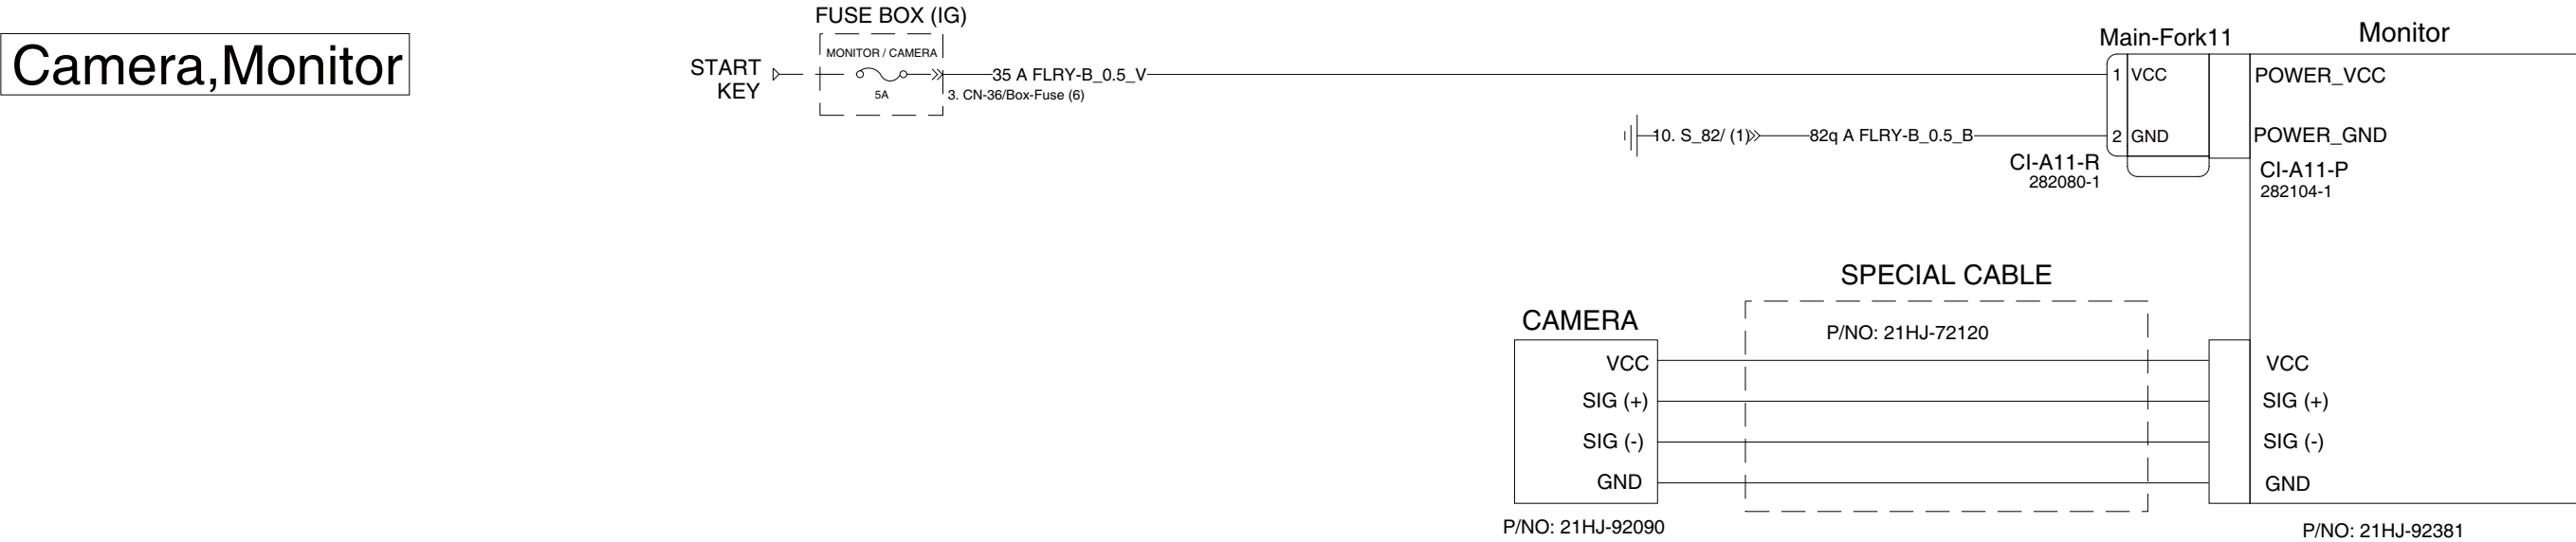 Camera,Monitor
FUSE BOX (IG)
MONITOR / CAMERA
START
KEY
5A
35 A FLRY-B_0.5_V
3. CN-36/Box-Fuse (6)
Main-Fork11
Monitor
1 VCC
POWER_VCC
10. S_82/ (1)
82q A FLRY-B_0.5_B
2 GND
POWER_GND
CI-A11-R
282080-1
CI-A11-P
282104-1
SPECIAL CABLE
P/NO: 21HJ-72120
CAMERA
VCC
SIG (+)
SIG (-)
GND
P/NO: 21HJ-92090
VCC
SIG (+)
SIG (-)
GND
P/NO: 21HJ-92381